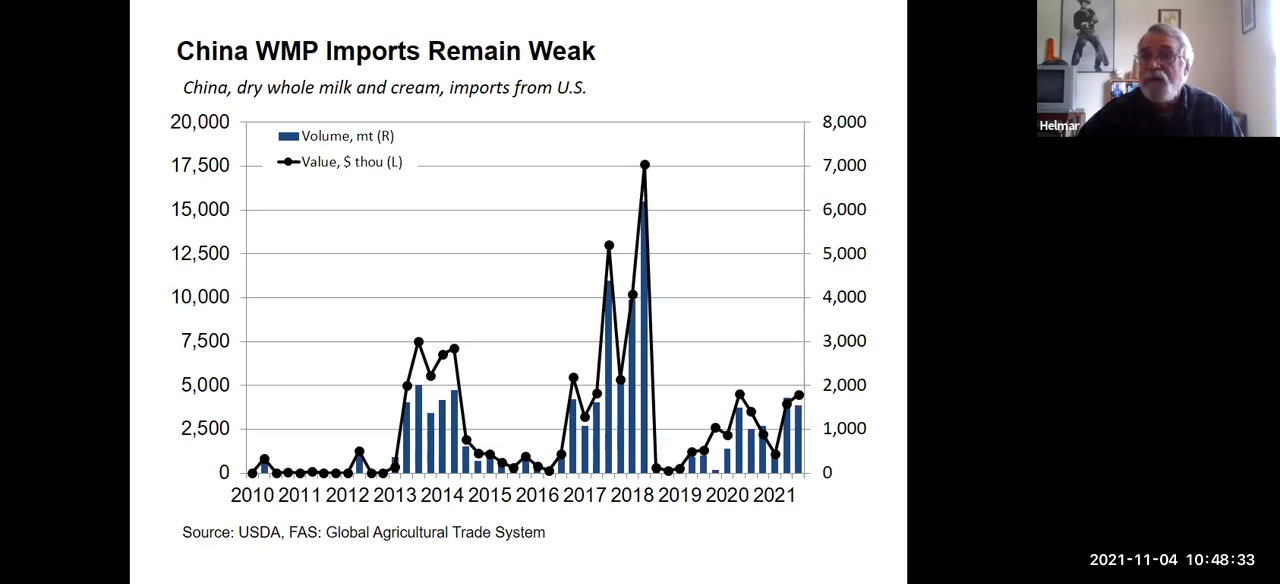 China WMP Imports Remain Weak
China, dry whole milk and cream, imports from U.S.
20,000
17,500
15,000
12,500
10,000
7,500
5,000
2,500
0
Volume, mt (R)
Value, $ thou (L)
8,000
7,000
6,000
5,000
4,000
3,000
2,000
1,000
0
2010 2011 2012 2013 2014 2015 2016 2017 2018 2019 2020 2021
Source: USDA, FAS: Global Agricultural Trade System
Helmar
2021-11-04 10:48:33